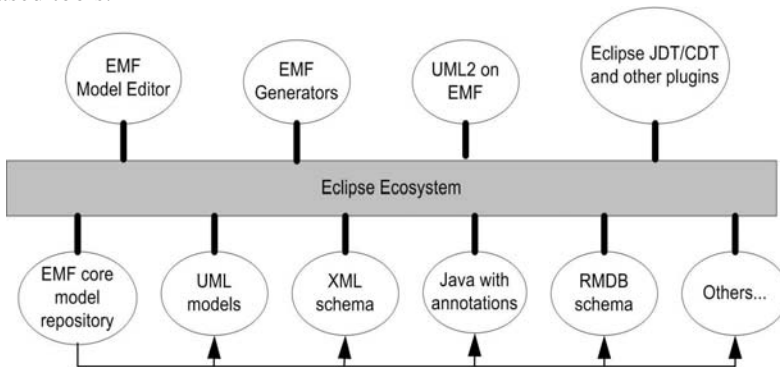 EMF
Model Editor
EMF
Generators
UML2 on
EMF
Eclipse JDT/CDT
and other plugins
Eclipse Ecosystem
EMF core
model
repository
UML
models
XML
schema
Java with
annotations
RMDB
schema
Others...